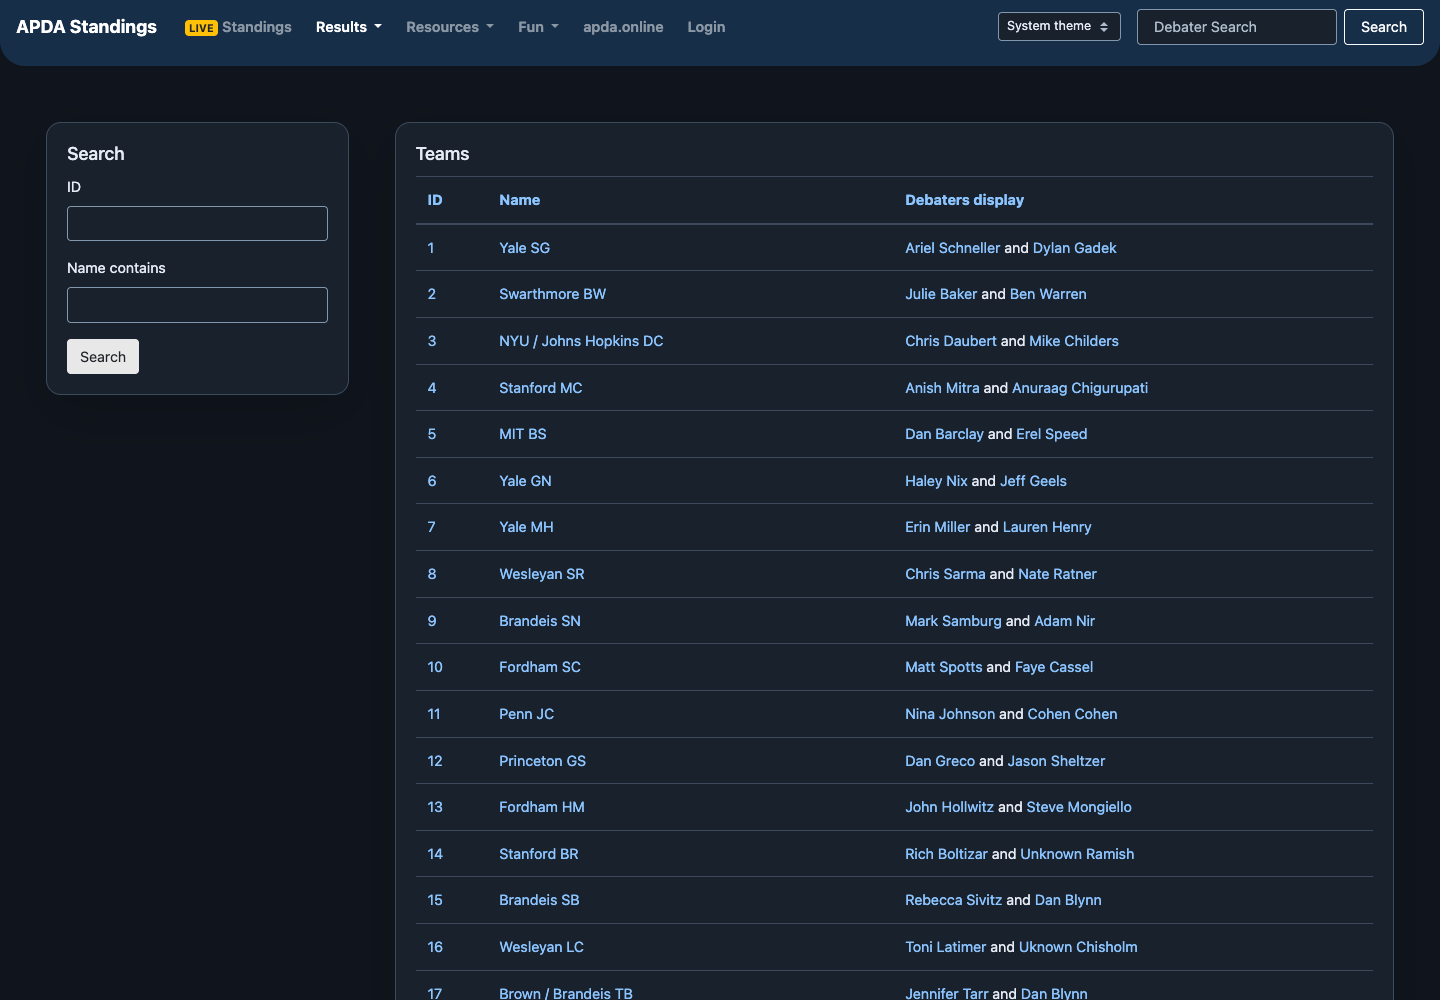 APDA Standings LIVE Standings Results Resources Fun apda.online Login System theme Debater Search Search
Search
ID
Name contains
Search
Teams
ID Name Debaters display
1 Yale SG Ariel Schneller and Dylan Gadek
2 Swarthmore BW Julie Baker and Ben Warren
3 NYU / Johns Hopkins DC Chris Daubert and Mike Childers
4 Stanford MC Anish Mitra and Anuraag Chigurupati
5 MIT BS Dan Barclay and Erel Speed
6 Yale GN Haley Nix and Jeff Geels
7 Yale MH Erin Miller and Lauren Henry
8 Wesleyan SR Chris Sarma and Nate Ratner
9 Brandeis SN Mark Samburg and Adam Nir
10 Fordham SC Matt Spotts and Faye Cassel
11 Penn JC Nina Johnson and Cohen Cohen
12 Princeton GS Dan Greco and Jason Sheltzer
13 Fordham HM John Hollwitz and Steve Mongiello
14 Stanford BR Rich Boltizar and Unknown Ramish
15 Brandeis SB Rebecca Sivitz and Dan Blynn
16 Wesleyan LC Toni Latimer and Uknown Chisholm
17 Brown / Brandeis TB Jennifer Tarr and Dan Blynn